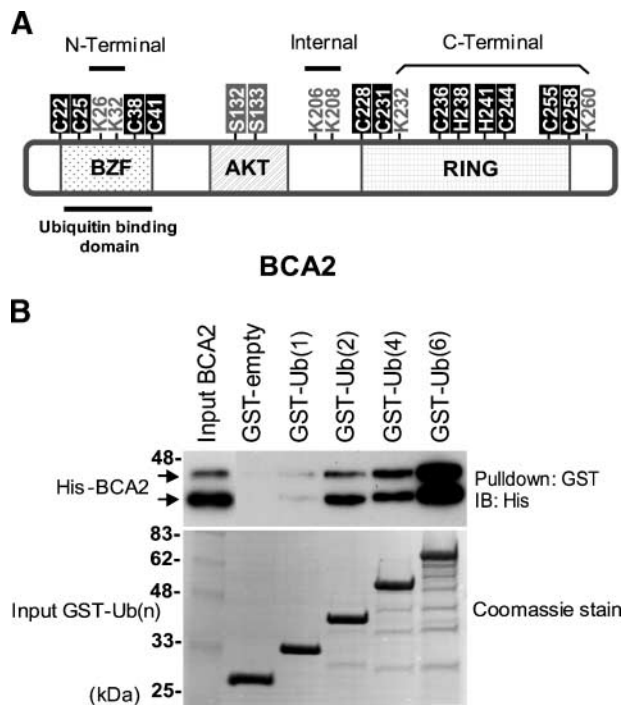 A
N-Terminal Internal C-Terminal
C22 C25 K26 K32 C38 C41 S132 S133 K206 K208 C228 C231 K232 C236 H238 H241 C244 C255 C258 K260
BZF AKT RING
Ubiquitin binding
domain
BCA2
B
Input BCA2 GST-empty GST-Ub(1) GST-Ub(2) GST-Ub(4) GST-Ub(6)
48-
His-BCA2
Pulldown: GST
IB: His
83-
62-
48-
Input GST-Ub(n) Coomassie stain
33-
(kDa) 25-